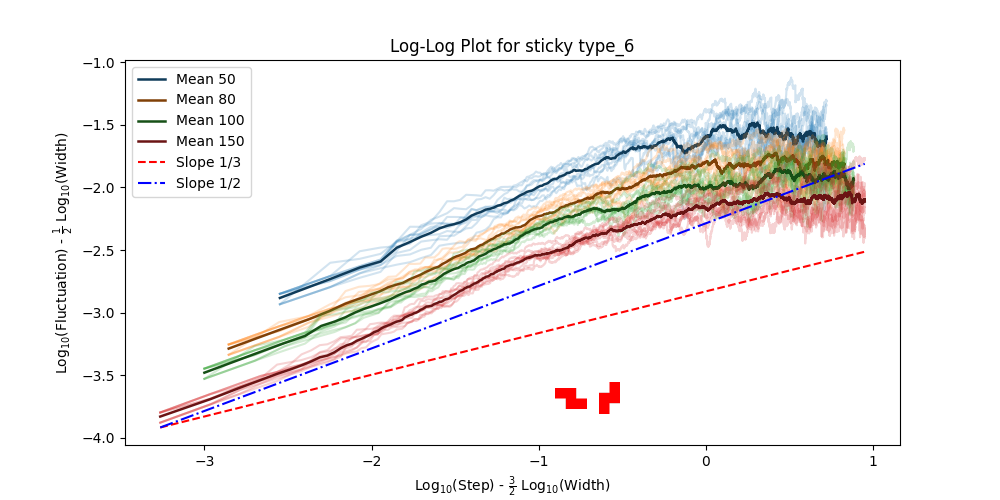 Log-Log Plot for sticky type_6
Mean 50
Mean 80
Mean 100
Mean 150
Slope 1/3
Slope 1/2
Log₁₀(Fluctuation) - ½ Log₁₀(Width)
−1.0
−1.5
−2.0
−2.5
−3.0
−3.5
−4.0
−3
−2
−1
0
1
Log₁₀(Step) - 3/2 Log₁₀(Width)